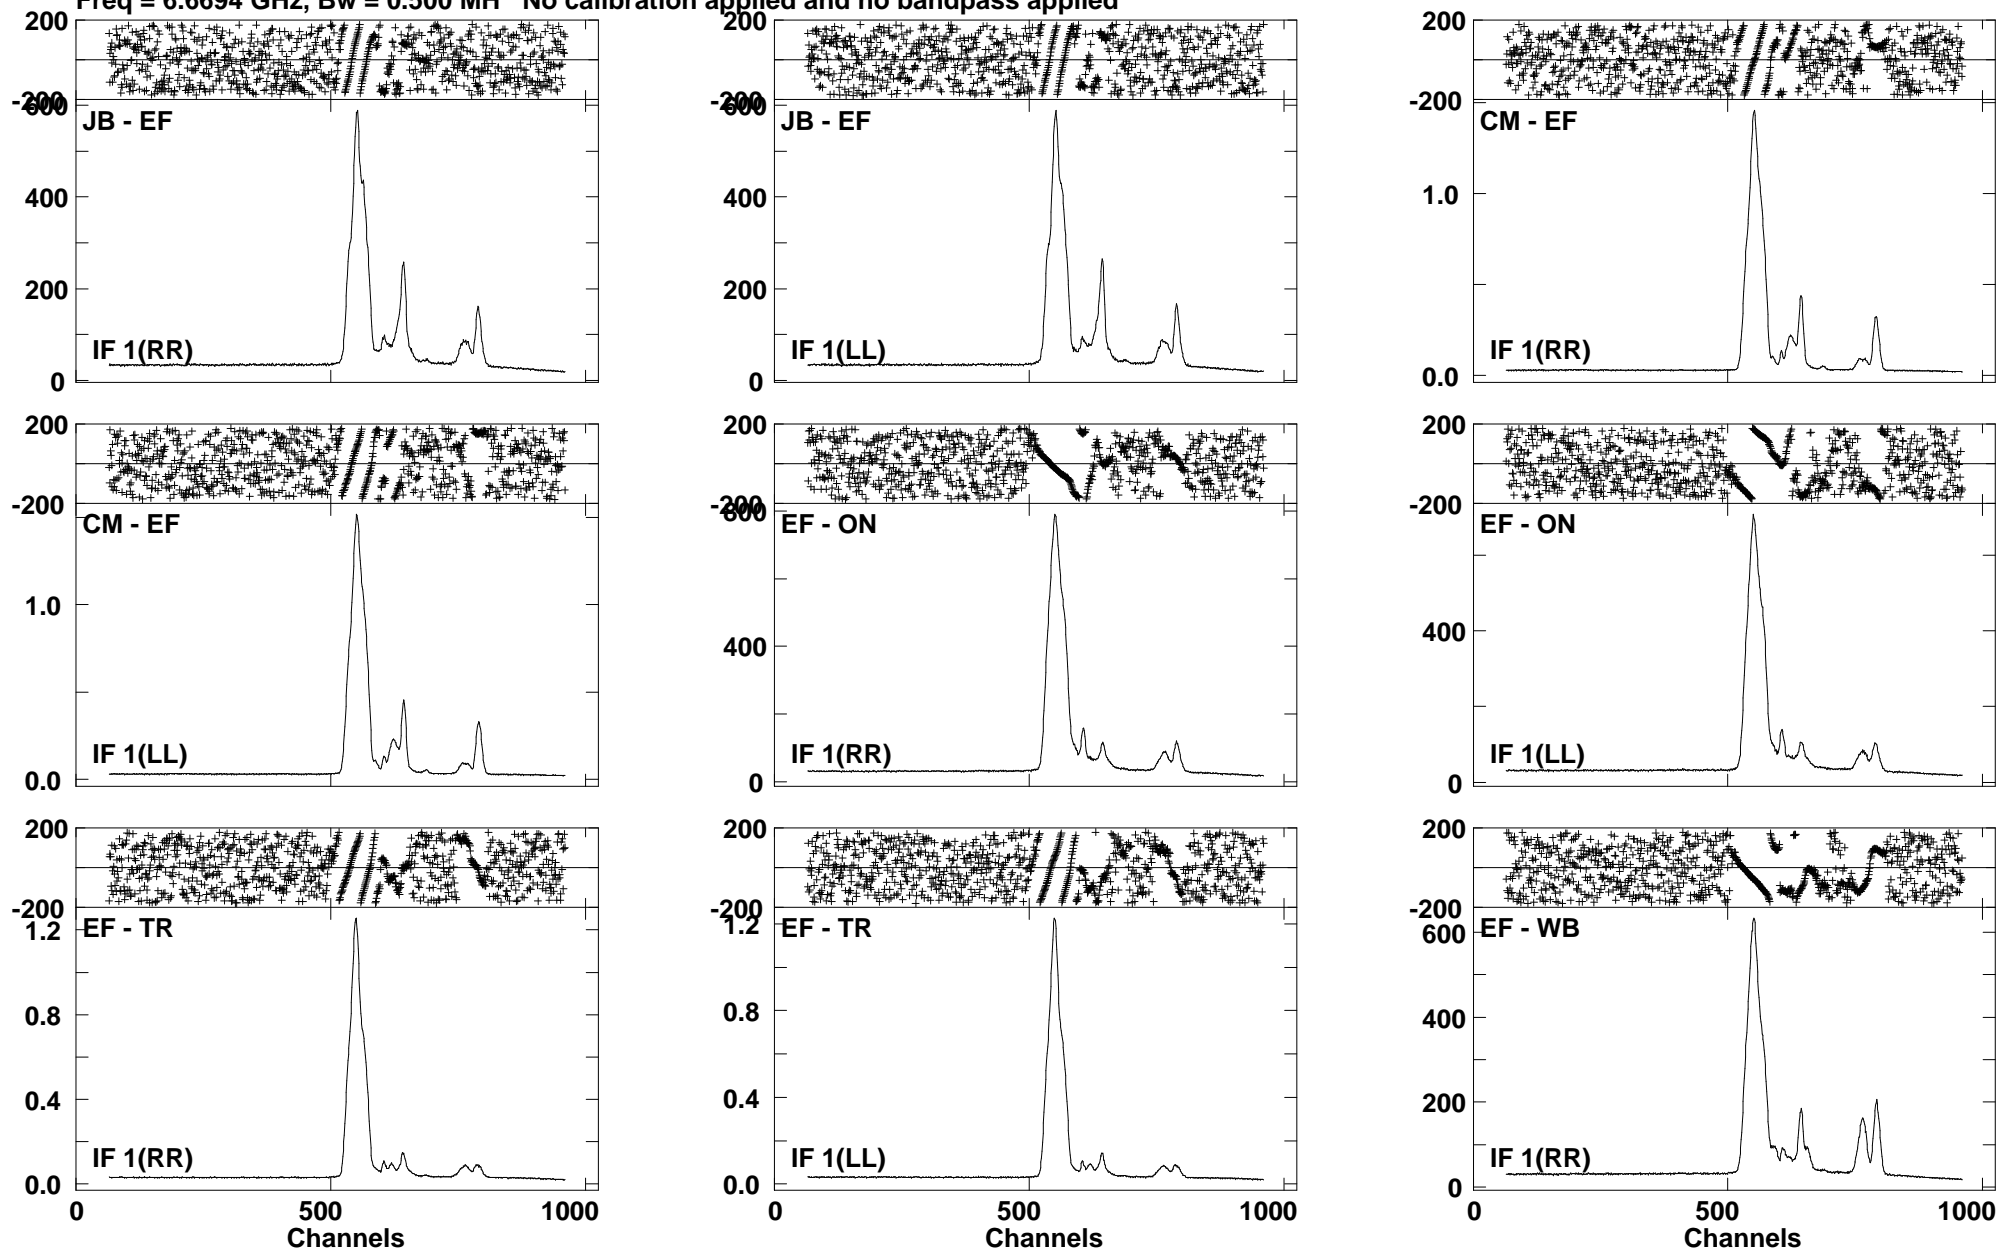 Freq = 6.6694 GHz, Bw = 0.500 MH No calibration applied and no bandpass applied
200
-200
600
JB - EF
400
200
IF 1(RR)
0
200
-200
600
JB - EF
400
200
IF 1(LL)
0
200
-200
CM - EF
1.0
IF 1(RR)
0.0
200
-200
CM - EF
1.0
IF 1(LL)
0.0
200
-200
800
EF - ON
400
IF 1(RR)
0
200
-200
EF - ON
400
IF 1(LL)
0
200
-200
1.2
EF - TR
0.8
0.4
IF 1(RR)
0.0
0
500
1000
Channels
200
-200
1.2
EF - TR
0.8
0.4
IF 1(LL)
0.0
0
500
1000
Channels
200
-200
600
EF - WB
400
200
IF 1(RR)
0
0
500
1000
Channels